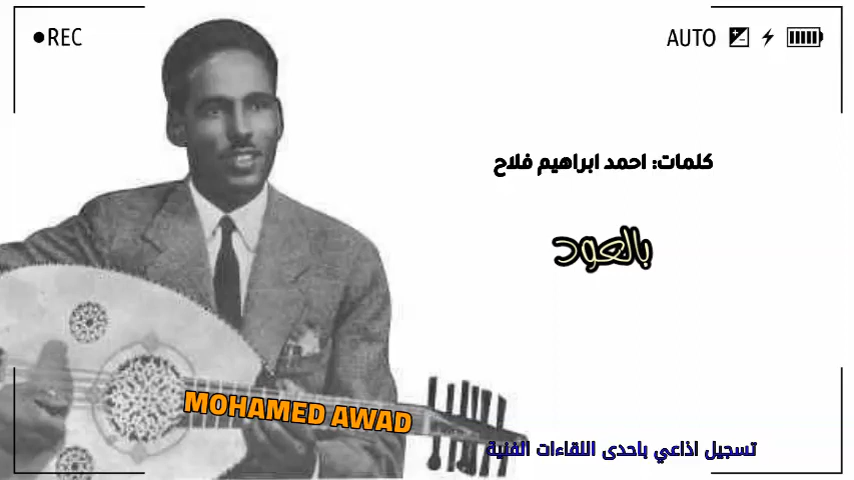 ●REC
AUTO
كلمات: احمد ابراهيم فلاح
بالعود
MOHAMED AWAD
تسجيل اذاعي باحدى اللقاءات الفنية